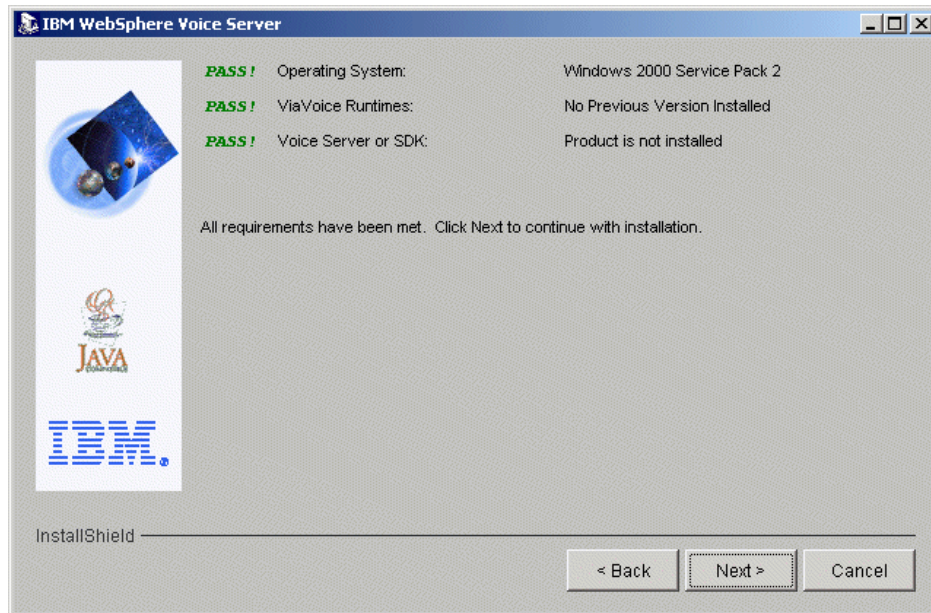 IBM WebSphere Voice Server
PASS! Operating System: Windows 2000 Service Pack 2
PASS! ViaVoice Runtimes: No Previous Version Installed
PASS! Voice Server or SDK: Product is not installed
All requirements have been met. Click Next to continue with installation.
JAVA
COMPATIBLE
IBM®
InstallShield
< Back Next > Cancel